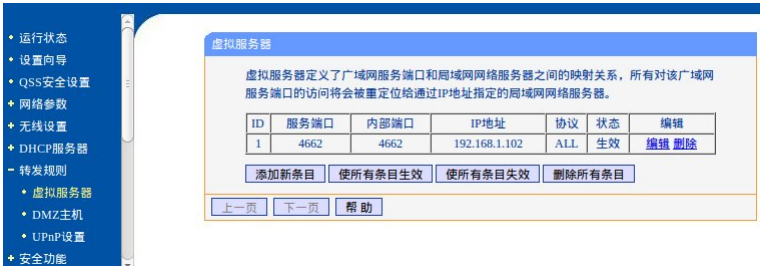 运行状态
设置向导
QSS安全设置
网络参数
无线设置
DHCP服务器
转发规则
虚拟服务器
DMZ主机
UPnP设置
安全功能
虚拟服务器
虚拟服务器定义了广域网服务端口和局域网网络服务器之间的映射关系，所有对该广域网
服务端口的访问将会被重定位给通过IP地址指定的局域网网络服务器。
ID 服务端口 内部端口 IP地址 协议 状态 编辑
1 4662 4662 192.168.1.102 ALL 生效 编辑 删除
添加新条目 使所有条目生效 使所有条目失效 删除所有条目
上一页 下一页 帮助